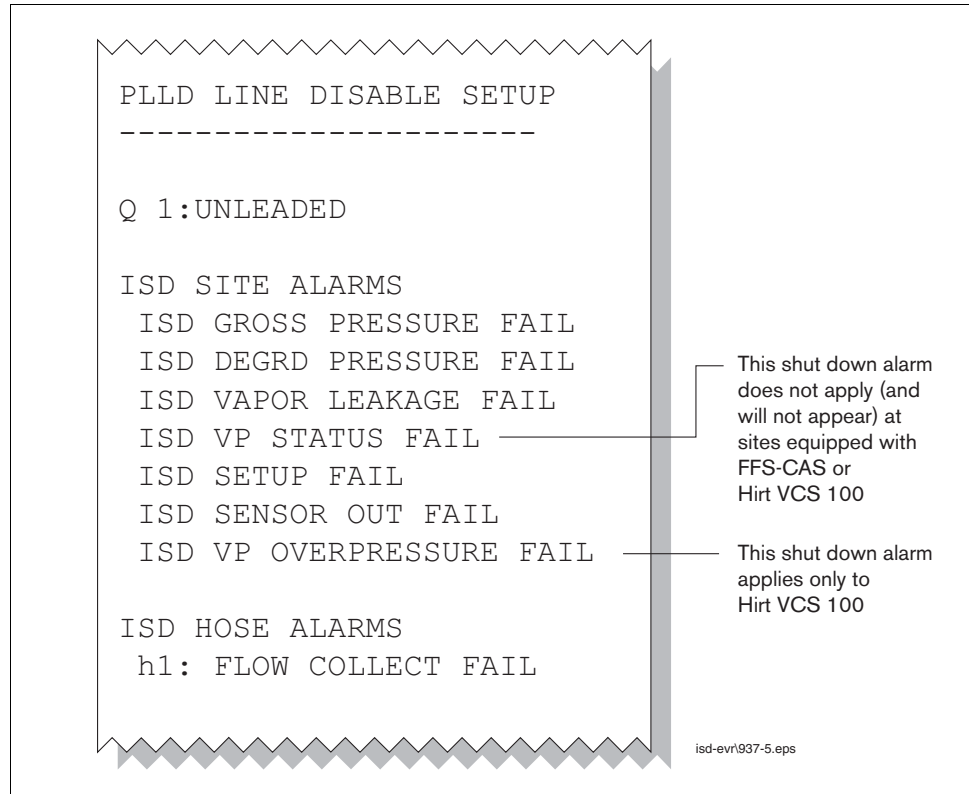 PLLD LINE DISABLE SETUP
----------------------
Q 1:UNLEADED
ISD SITE ALARMS
ISD GROSS PRESSURE FAIL
ISD DEGRD PRESSURE FAIL
ISD VAPOR LEAKAGE FAIL
ISD VP STATUS FAIL
ISD SETUP FAIL
ISD SENSOR OUT FAIL
ISD VP OVERPRESSURE FAIL
ISD HOSE ALARMS
h1: FLOW COLLECT FAIL
This shut down alarm
does not apply (and
will not appear) at
sites equipped with
FFS-CAS or
Hirt VCS 100
This shut down alarm
applies only to
Hirt VCS 100
isd-evr\937-5.eps